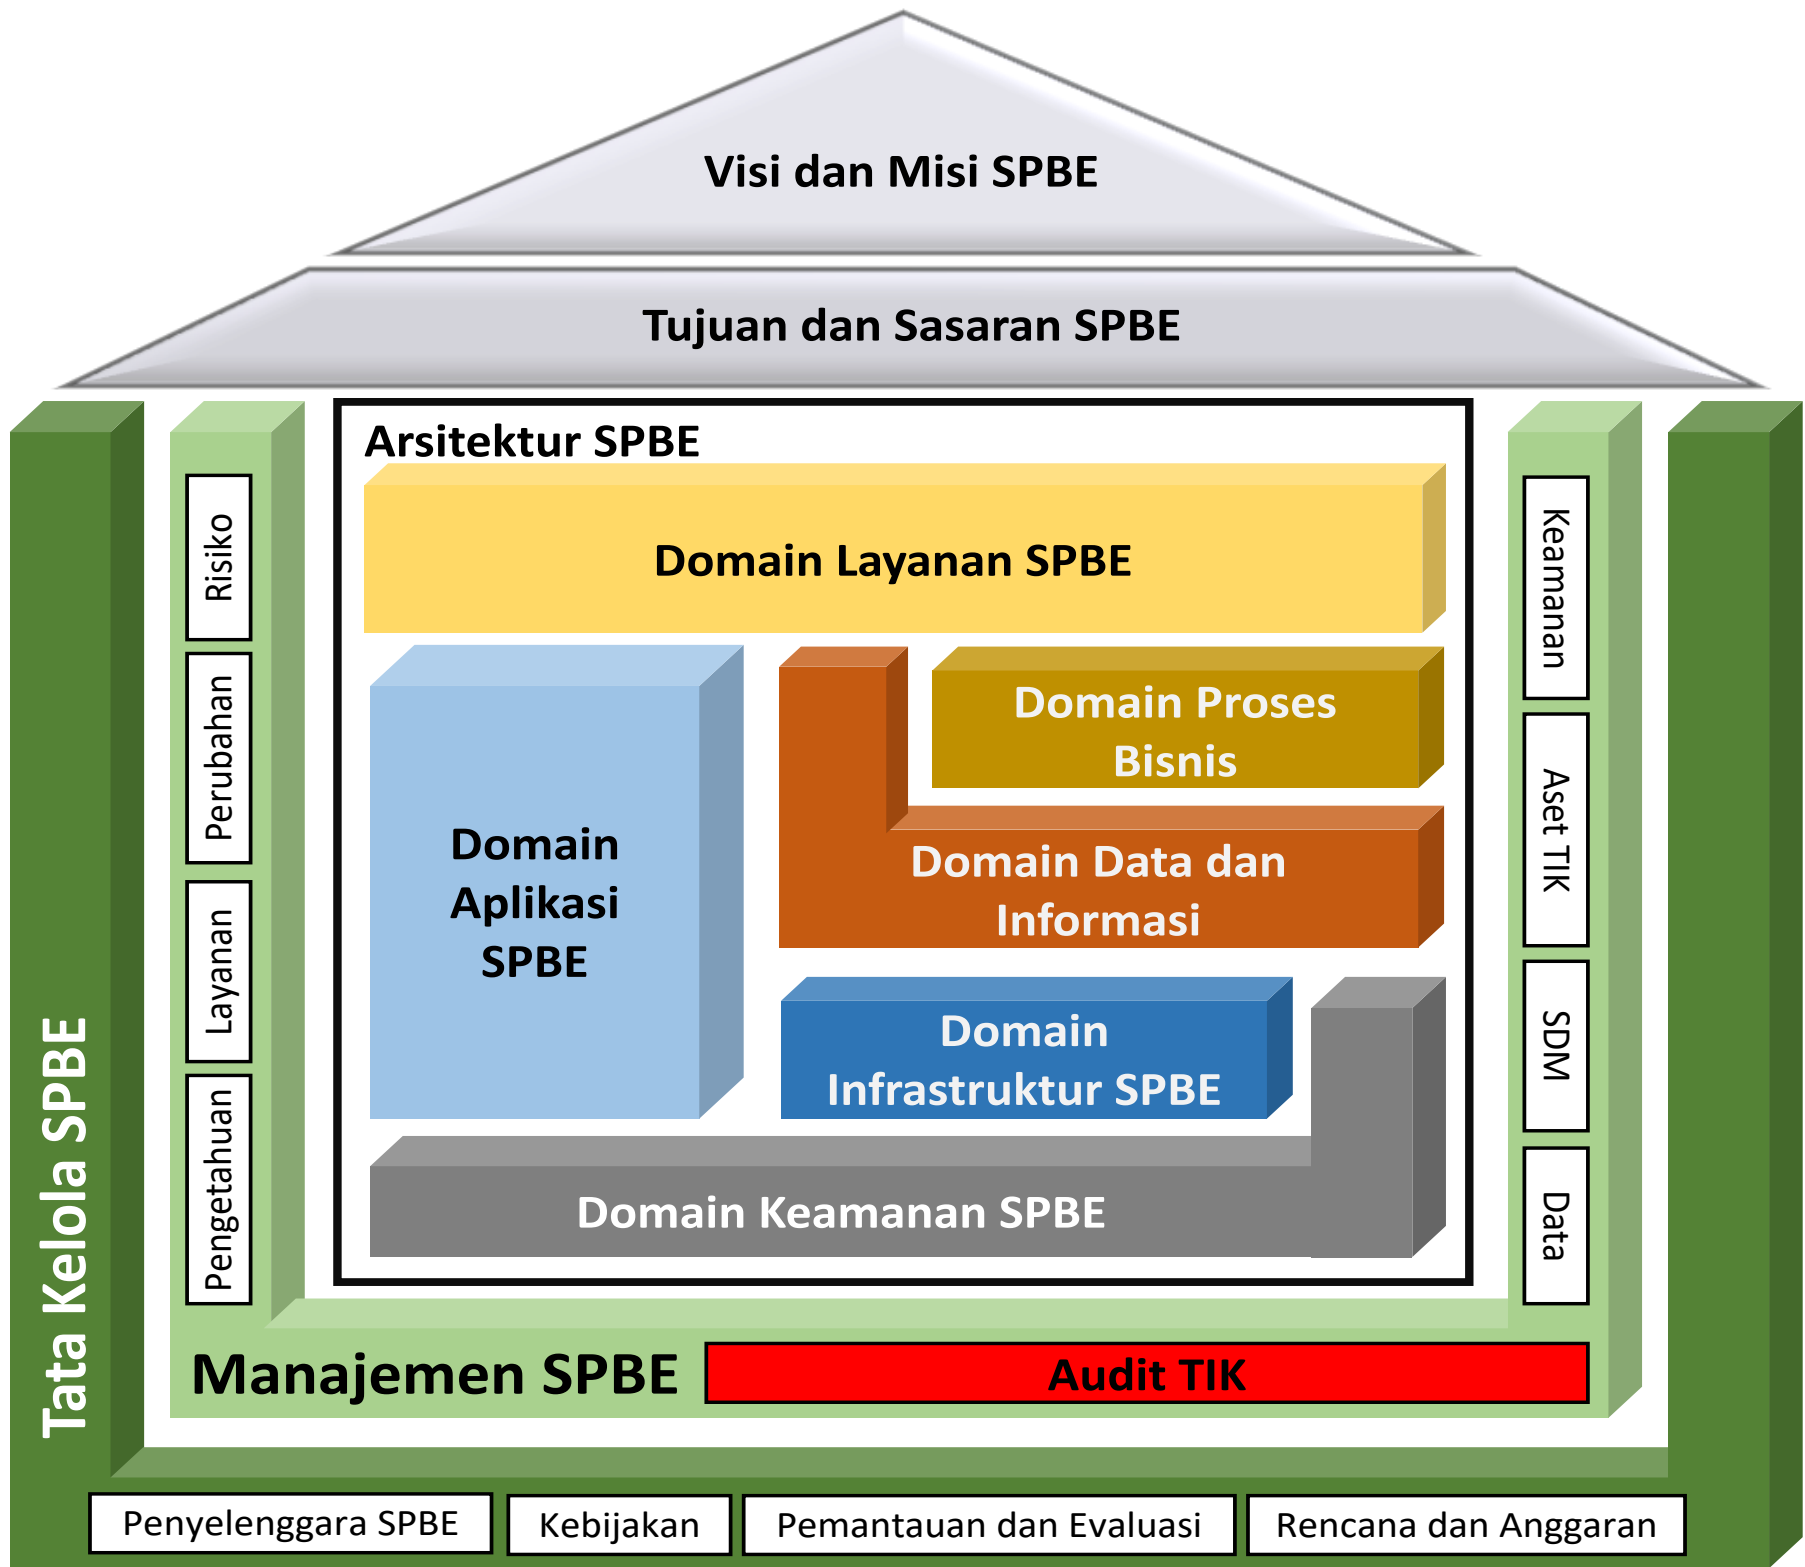 Visi dan Misi SPBE
Tujuan dan Sasaran SPBE
Arsitektur SPBE
Domain Layanan SPBE
Domain Aplikasi SPBE
Domain Proses
Bisnis
Domain Data dan
Informasi
Domain
Infrastruktur SPBE
Domain Keamanan SPBE
Risiko
Perubahan
Layanan
Pengetahuan
Keamanan
Aset TIK
SDM
Data
Manajemen SPBE
Audit TIK
Tata Kelola SPBE
Penyelenggara SPBE
Kebijakan
Pemantauan dan Evaluasi
Rencana dan Anggaran